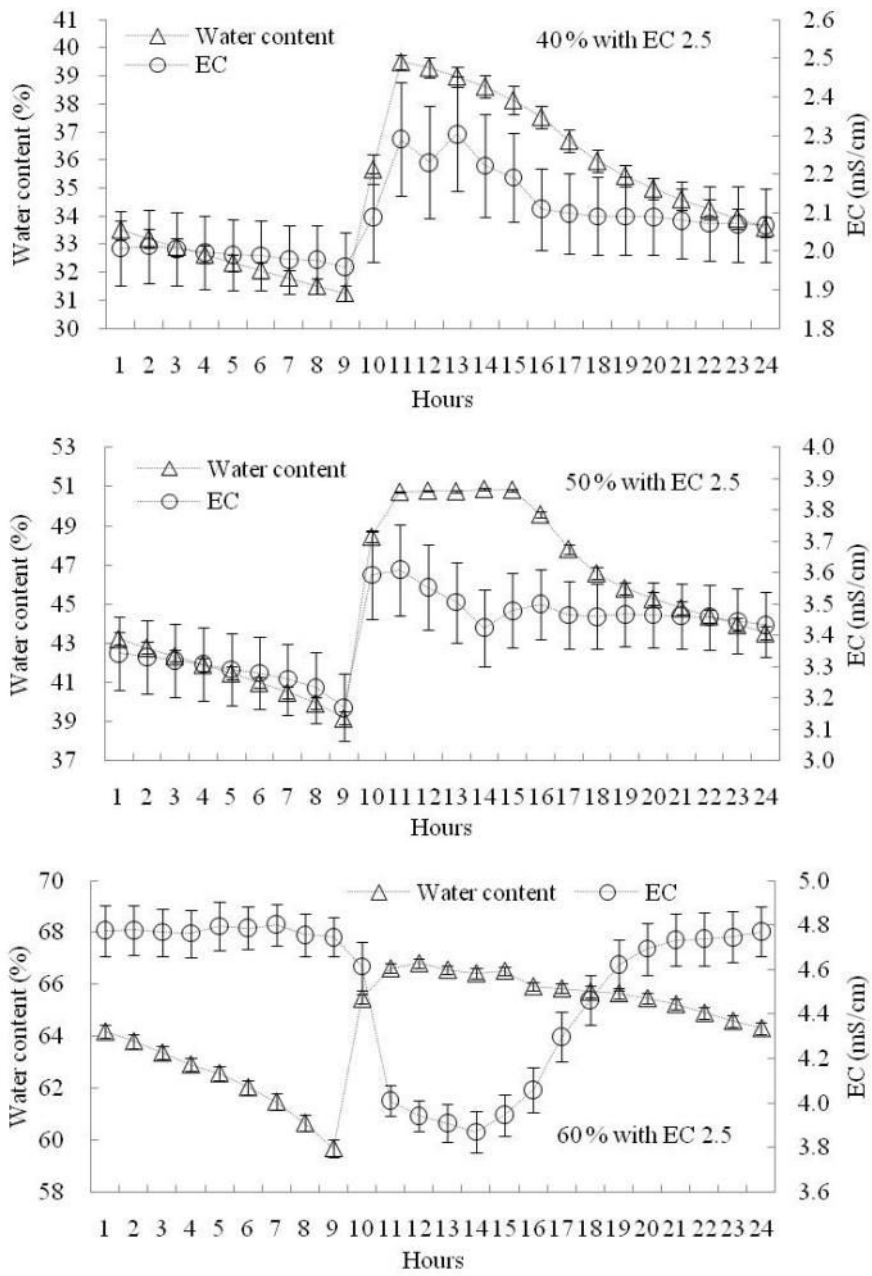 41
40
39
38
37
36
35
34
33
32
31
30
Water content (%)
Water content
EC
40% with EC 2.5
2.6
2.5
2.4
2.3
2.2
2.1
2.0
1.9
1.8
EC (mS/cm)
1 2 3 4 5 6 7 8 9 10 11 12 13 14 15 16 17 18 19 20 21 22 23 24
Hours
53
51
49
47
45
43
41
39
37
Water content (%)
Water content
EC
50% with EC 2.5
4.0
3.9
3.8
3.7
3.6
3.5
3.4
3.3
3.2
3.1
3.0
EC (mS/cm)
1 2 3 4 5 6 7 8 9 10 11 12 13 14 15 16 17 18 19 20 21 22 23 24
Hours
70
68
66
64
62
60
58
Water content (%)
Water content EC
60% with EC 2.5
5.0
4.8
4.6
4.4
4.2
4.0
3.8
3.6
EC (mS/cm)
1 2 3 4 5 6 7 8 9 10 11 12 13 14 15 16 17 18 19 20 21 22 23 24
Hours